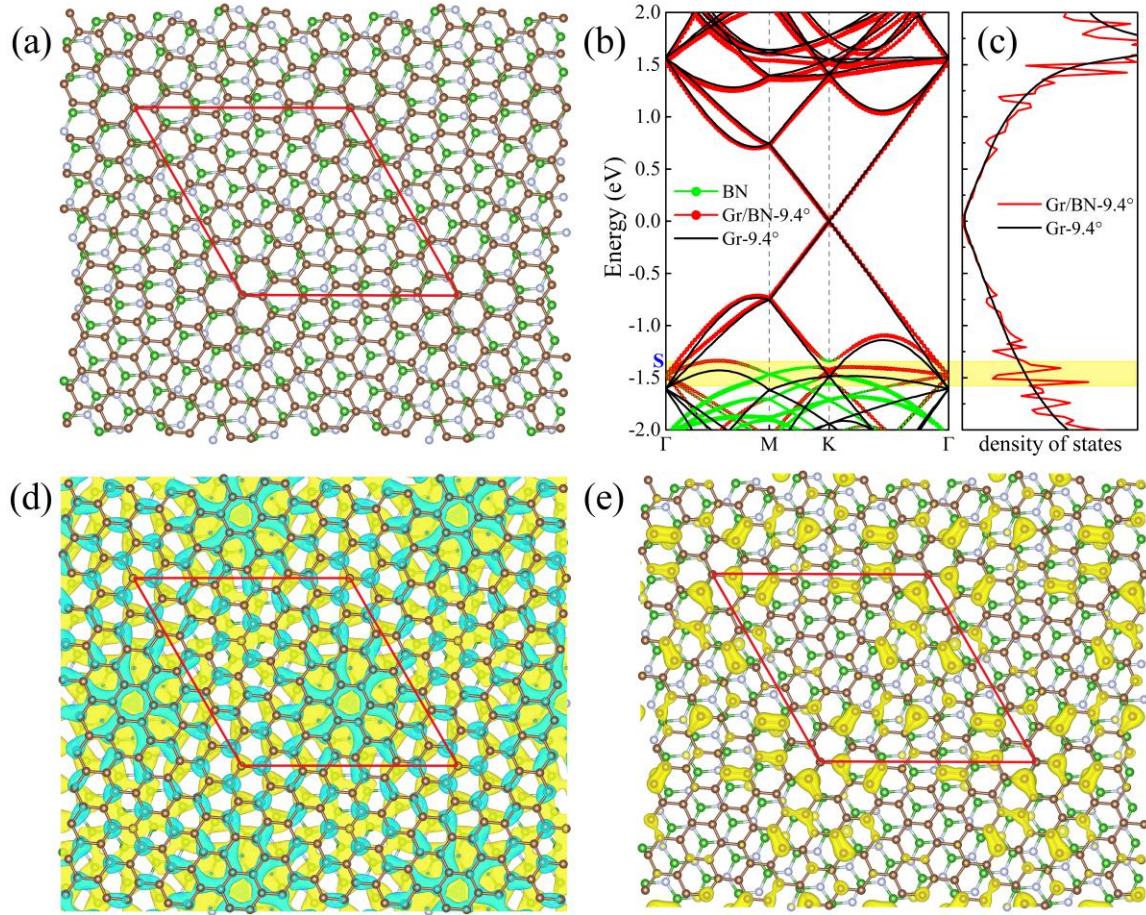 (a)
(b)
(c)
2.0
1.5
1.0
0.5
0.0
-0.5
-1.0
-1.5
-2.0
Energy (eV)
BN
Gr/BN-9.4°
Gr-9.4°
S
Γ M K Γ
Gr/BN-9.4°
Gr-9.4°
density of states
(d)
(e)